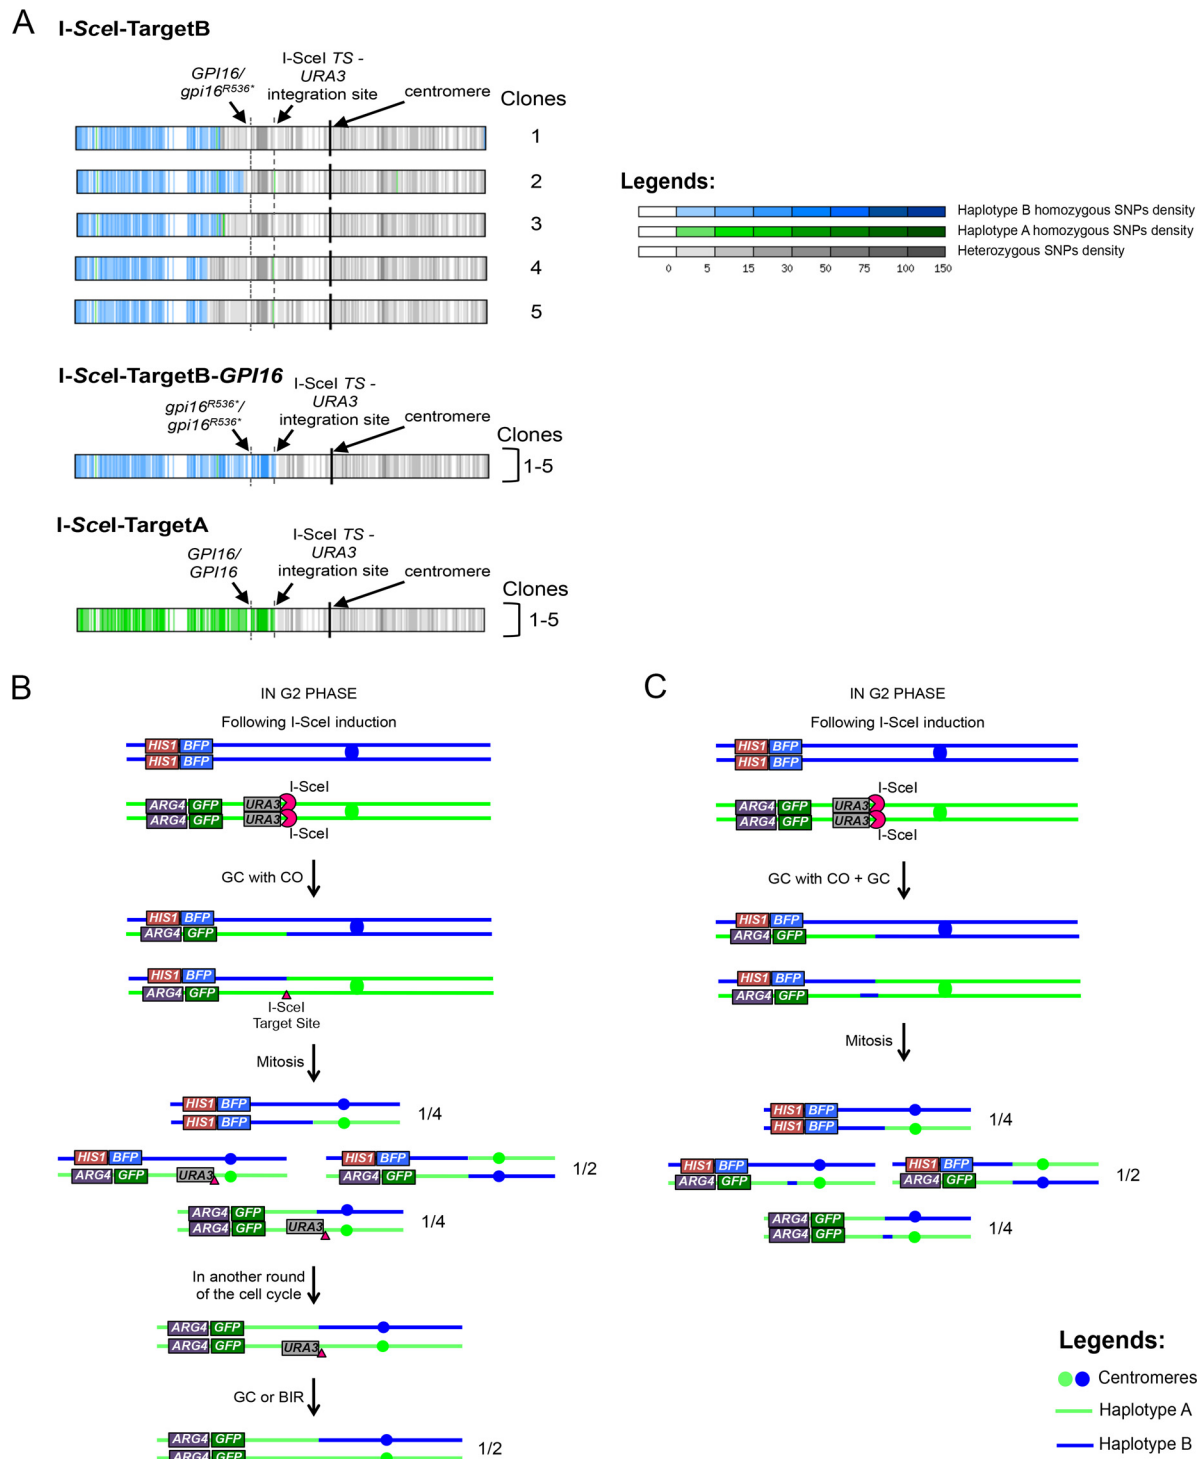 A
I-SceI-TargetB
GPI16/
gpi16R536*
I-SceI TS -
URA3
integration site
centromere
Clones
1
2
3
4
5
Legends:
Haplotype B homozygous SNPs density
Haplotype A homozygous SNPs density
Heterozygous SNPs density
0 5 15 30 50 75 100 150
I-SceI-TargetB-GPI16
gpi16R536*/
gpi16R536*
I-SceI TS -
URA3
integration site
centromere
Clones
1-5
I-SceI-TargetA
GPI16/
GPI16
I-SceI TS -
URA3
integration site
centromere
Clones
1-5
B
IN G2 PHASE
Following I-SceI induction
HIS1 BFP
HIS1 BFP
I-SceI
ARG4 GFP URA3
ARG4 GFP URA3
I-SceI
GC with CO
HIS1 BFP
ARG4 GFP
HIS1 BFP
ARG4 GFP
I-SceI
Target Site
Mitosis
HIS1 BFP
HIS1 BFP
1/4
HIS1 BFP
ARG4 GFP URA3
HIS1 BFP
ARG4 GFP
1/2
ARG4 GFP
ARG4 GFP URA3
1/4
In another round
of the cell cycle
ARG4 GFP
ARG4 GFP URA3
GC or BIR
ARG4 GFP
ARG4 GFP
1/2
C
IN G2 PHASE
Following I-SceI induction
HIS1 BFP
HIS1 BFP
I-SceI
ARG4 GFP URA3
ARG4 GFP URA3
I-SceI
GC with CO + GC
HIS1 BFP
ARG4 GFP
HIS1 BFP
ARG4 GFP
Mitosis
HIS1 BFP
HIS1 BFP
1/4
HIS1 BFP
ARG4 GFP
HIS1 BFP
ARG4 GFP
1/2
ARG4 GFP
ARG4 GFP
1/4
Legends:
Centromeres
Haplotype A
Haplotype B